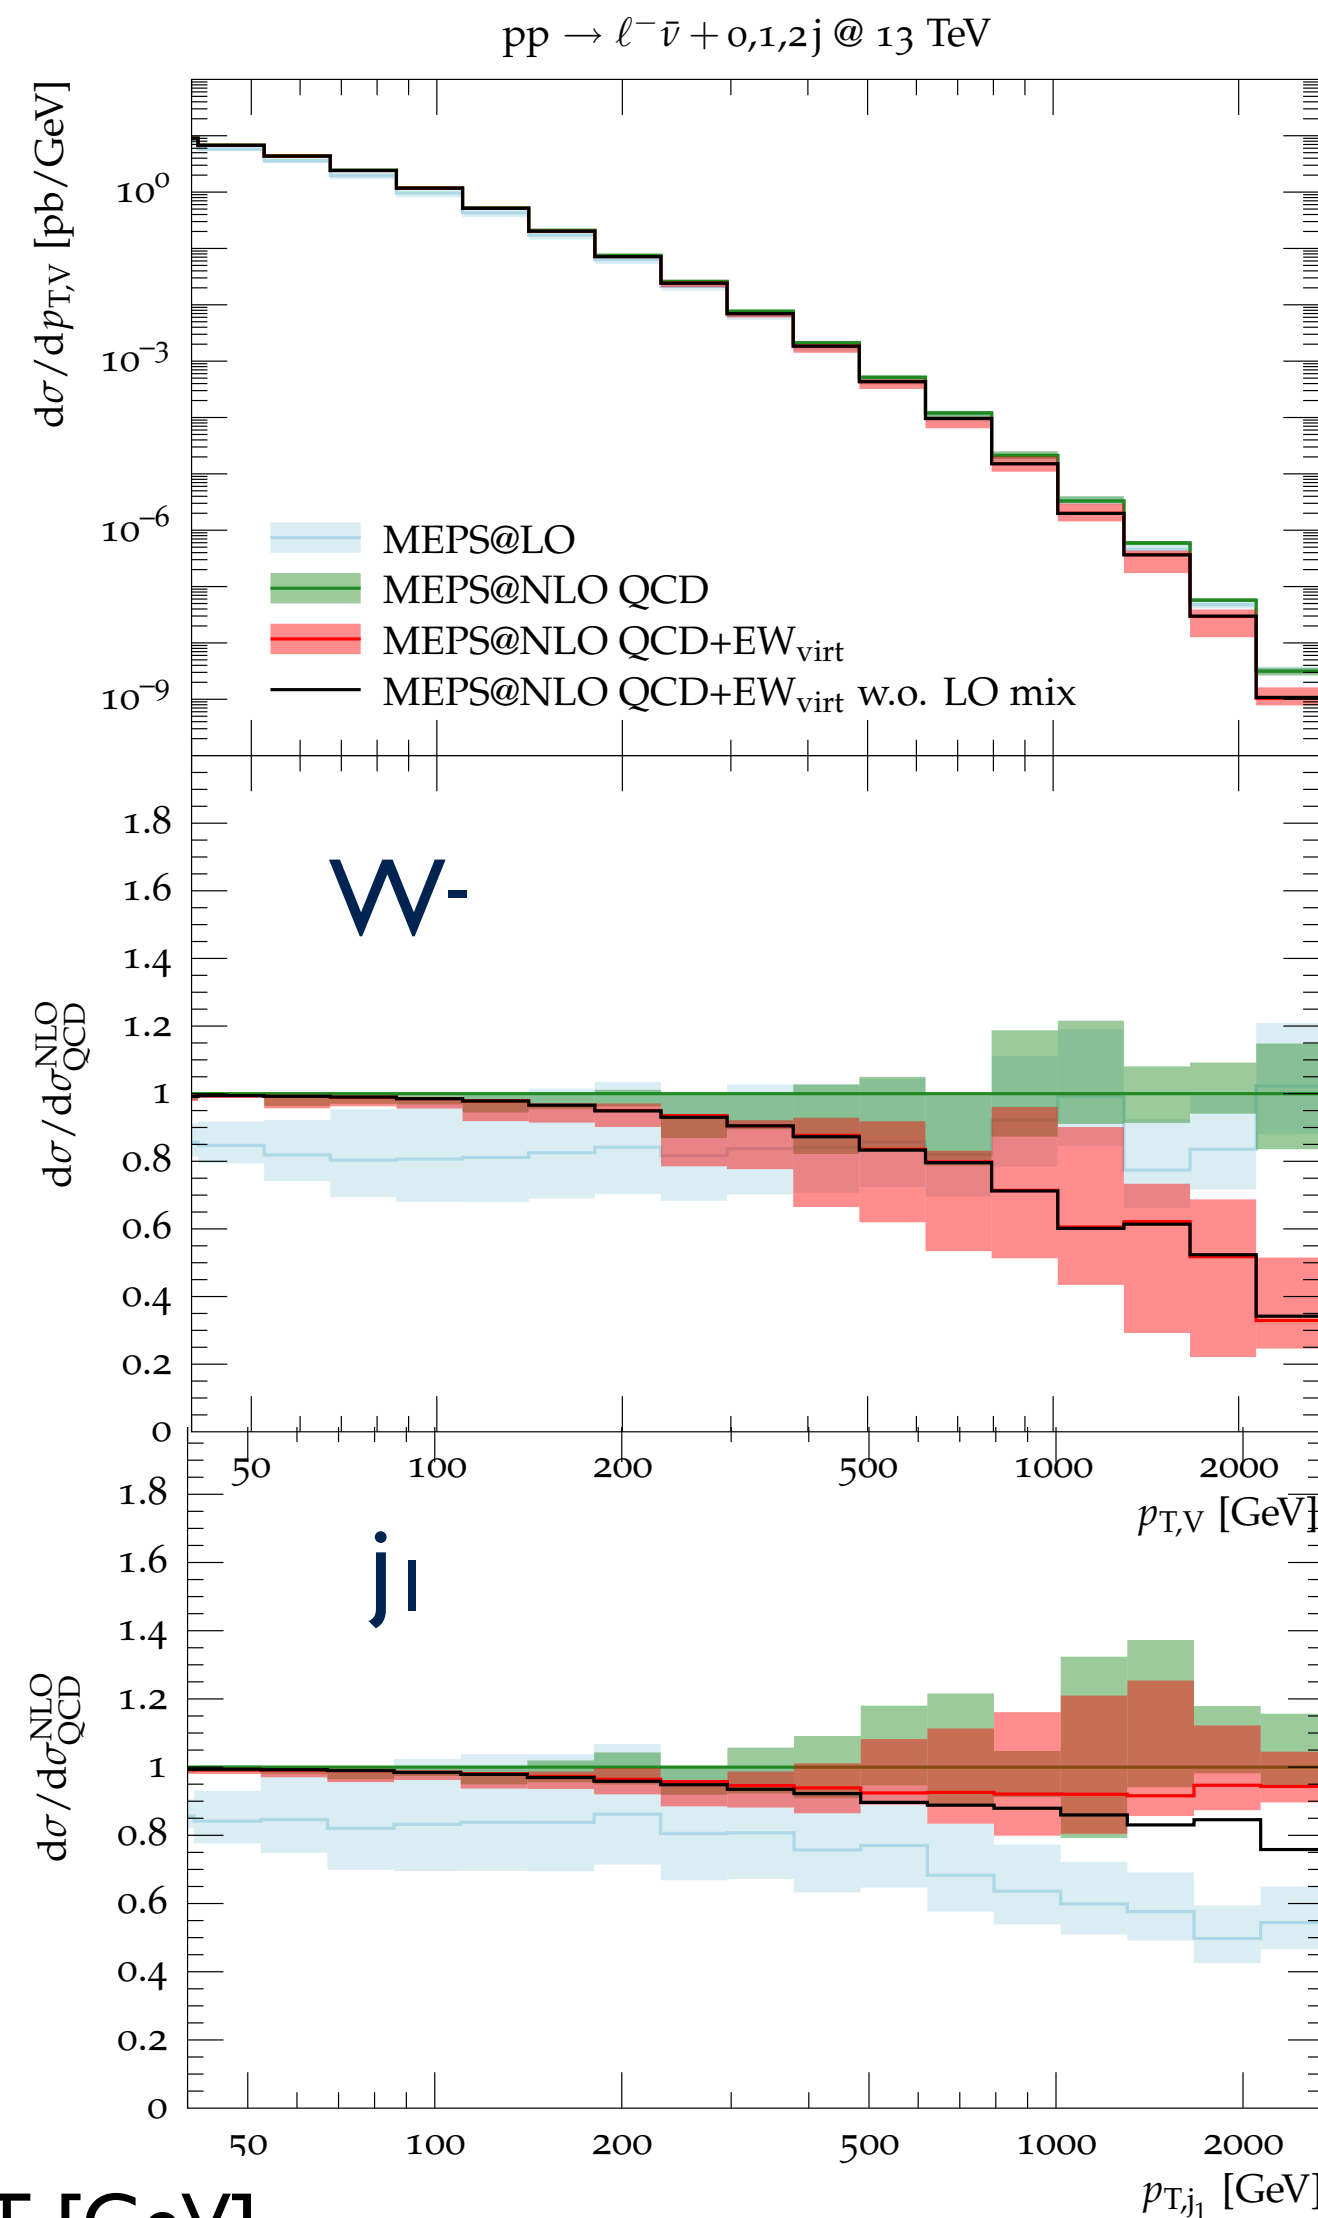 pp → ℓ⁻ν̄ + 0,1,2j @ 13 TeV
dσ/dp_T,V [pb/GeV]
10⁰
10⁻³
10⁻⁶
10⁻⁹
MEPS@LO
MEPS@NLO QCD
MEPS@NLO QCD+EW_virt
MEPS@NLO QCD+EW_virt w.o. LO mix
W-
dσ/dσ^NLO_QCD
1.8
1.6
1.4
1.2
1
0.8
0.6
0.4
0.2
0
50 100 200 500 1000 2000
p_T,V [GeV]
j1
dσ/dσ^NLO_QCD
1.8
1.6
1.4
1.2
1
0.8
0.6
0.4
0.2
0
50 100 200 500 1000 2000
p_T,j₁ [GeV]
T [GeV]